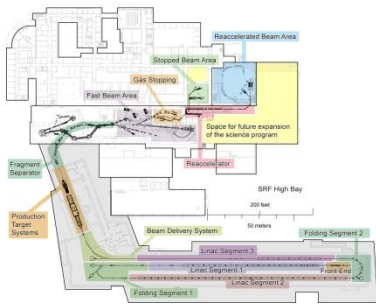 Reaccelerated Beam Area
Stopped Beam Area
Gas Stopping
Fast Beam Area
Space for future expansion
of the science program
Fragment
Separator
Reaccelerator
SRF High Bay
200 feet
50 meters
Production
Target
Systems
Beam Delivery System
Folding Segment 2
Linac Segment 3
Linac Segment 1
Front End
Linac Segment 2
Folding Segment 1